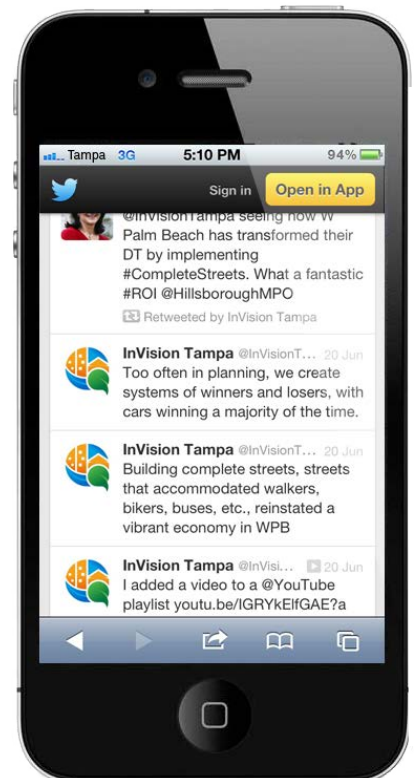 Tampa 3G 5:10 PM 94%
Sign in Open in App
@InVisionTampa seeing how W
Palm Beach has transformed their
DT by implementing
#CompleteStreets. What a fantastic
#ROI @HillsboroughMPO
Retweeted by InVision Tampa
InVision Tampa @InVisionT... 20 Jun
Too often in planning, we create
systems of winners and losers, with
cars winning a majority of the time.
InVision Tampa @InVisionT... 20 Jun
Building complete streets, streets
that accommodated walkers,
bikers, buses, etc., reinstated a
vibrant economy in WPB
InVision Tampa @InVisi... 20 Jun
I added a video to a @YouTube
playlist youtu.be/lGRYkElfGAE?a